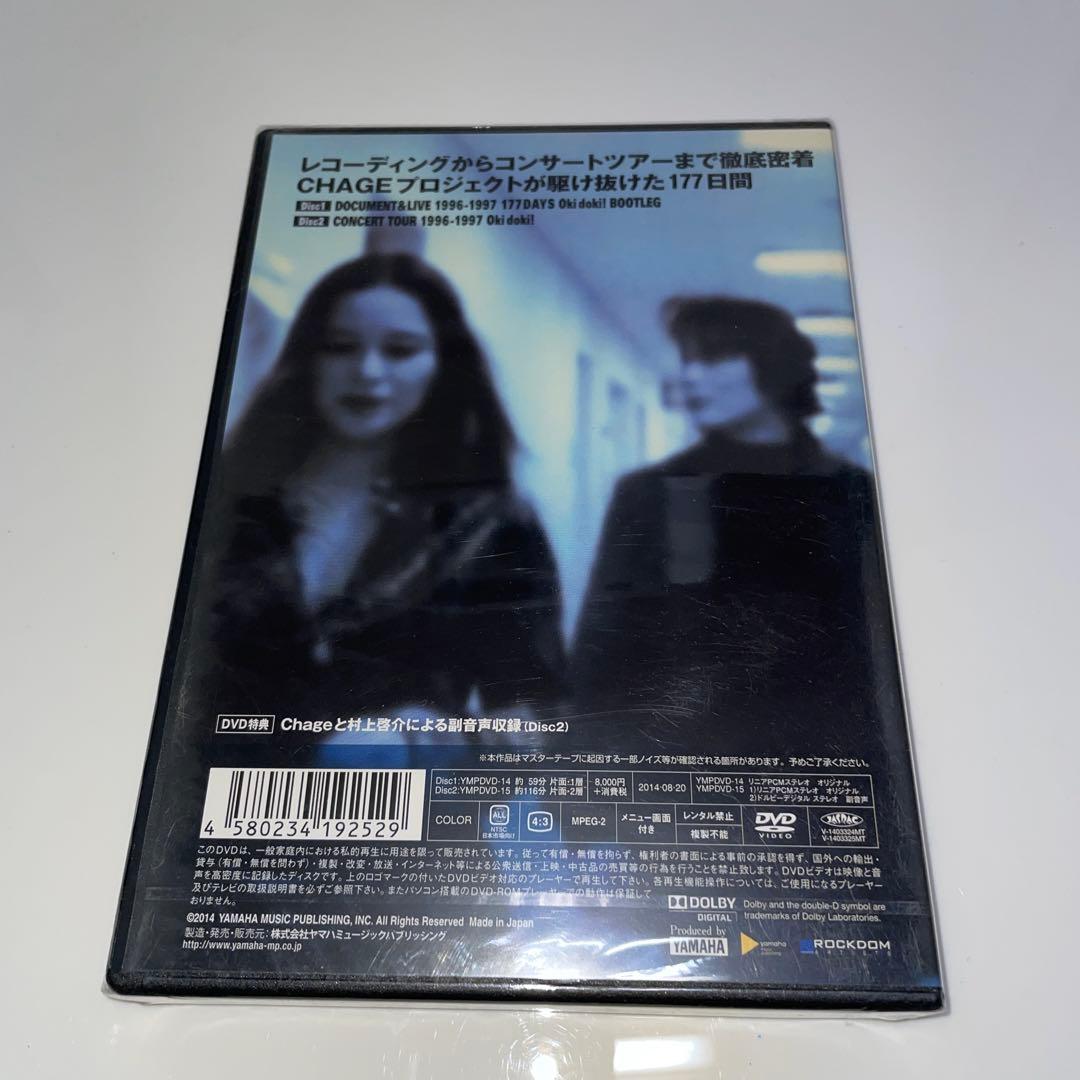 レコーディングからコンサートツアーまで徹底密着
CHAGEプロジェクトが駆け抜けた177日間
Disc1 DOCUMENT&LIVE 1996-1997 177DAYS Oki doki! BOOTLEG
Disc2 CONCERT TOUR 1996-1997 Oki doki!
DVD特典 Chageと村上啓介による副音声収録(Disc2)
※本作品はマスターテープに起因する一部ノイズ等が確認される箇所があります。予めご了承ください。
Disc1:YMPDVD-14 約 59分 片面・1層
Disc2:YMPDVD-15 約116分 片面・2層
8,000円
+消費税
2014・08・20
YMPDVD-14 リニアPCMステレオ オリジナル
YMPDVD-15 1)リニアPCMステレオ オリジナル
2)ドルビーデジタル ステレオ 副音声
COLOR
ALL
NTSC
日本市場向け
4:3
MPEG-2
メニュー画面
付き
レンタル禁止
複製不能
DVD
VIDEO
JASRAC
V-1403324MT
V-1403325MT
4 580234 192529
このDVDは、一般家庭内における私的再生に用途を限って販売されています。従って有償・無償を拘らず、権利者の書面による事前の承認を得ず、国外への輸出・
貸与(有償・無償を問わず)・複製・改変・放送・インターネット等による公衆送信・上映・中古品の売買等の行為を行うことを禁止致します。DVDビデオは映像と音
声を高密度に記録したディスクです。上のロゴマークの付いたDVDビデオ対応のプレーヤーで再生して下さい。各再生機能操作については、ご使用になるプレーヤー
及びテレビの取扱説明書を必ずご参照下さい。またパソコン搭載のDVD-ROMプレーヤーでの動作は保証して
おりません。
DOLBY
DIGITAL
Dolby and the double-D symbol are
trademarks of Dolby Laboratories.
©2014 YAMAHA MUSIC PUBLISHING, INC. All Rights Reserved Made in Japan
製造・発売・販売元: 株式会社ヤマハミュージックパブリッシング
http://www.yamaha-mp.co.jp
Produced by
YAMAHA
yamaha
ROCKDOM